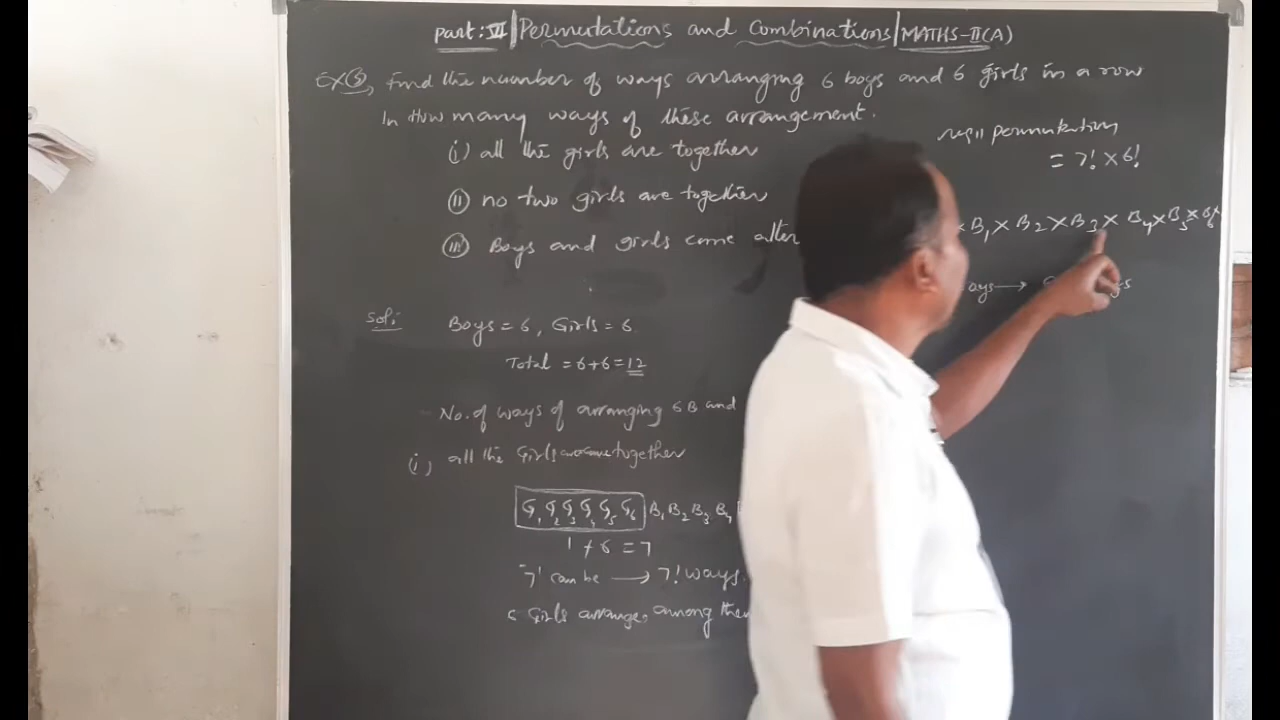 Part: VI | Permutations and Combinations | MATHS-II(A)
Ex(3), Find the number of ways arranging 6 boys and 6 girls in a row
In How many ways of these arrangement.
(i) all the girls are together
(ii) no two girls are together
(iii) Boys and girls come alter
Sol:
Boys = 6, Girls = 6
Total = 6+6=12
No. of ways of arranging 6B and
(i) all the Girls are together
G1 G2 G3 G4 G5 G6 B1 B2 B3 B4
1 + 6 = 7
'7' can be → 7! ways.
6 Girls arrange among them
permutation
= 7! × 6!
× B1 × B2 × B3 × B4 × B5 × B6 ×
ays →